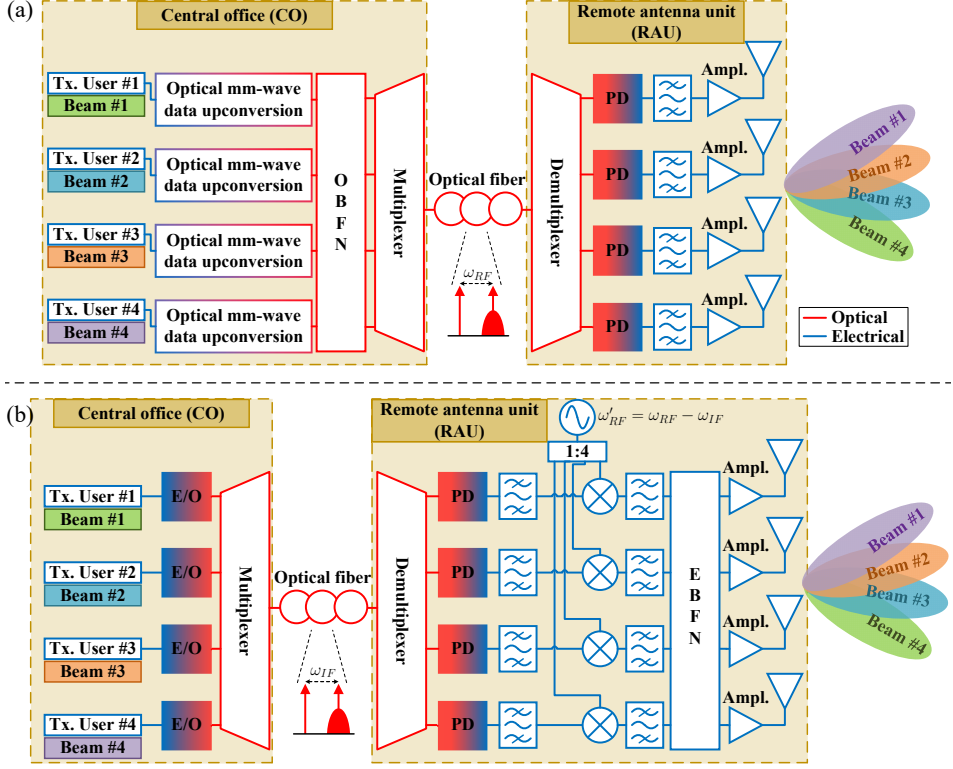 (a)
Central office (CO)
Remote antenna unit
(RAU)
Tx. User #1
Beam #1
Optical mm-wave
data upconversion
Tx. User #2
Beam #2
Optical mm-wave
data upconversion
Tx. User #3
Beam #3
Optical mm-wave
data upconversion
Tx. User #4
Beam #4
Optical mm-wave
data upconversion
O
B
F
N
Multiplexer
Optical fiber
ω_RF
Demultiplexer
PD
PD
PD
PD
Ampl.
Ampl.
Ampl.
Ampl.
Beam #1
Beam #2
Beam #3
Beam #4
Optical
Electrical
(b)
Central office (CO)
Remote antenna unit
(RAU)
ω′_RF = ω_RF − ω_IF
1:4
Tx. User #1
Beam #1
E/O
Tx. User #2
Beam #2
E/O
Tx. User #3
Beam #3
E/O
Tx. User #4
Beam #4
E/O
Multiplexer
Optical fiber
ω_IF
Demultiplexer
PD
PD
PD
PD
E
B
F
N
Ampl.
Ampl.
Ampl.
Ampl.
Beam #1
Beam #2
Beam #3
Beam #4